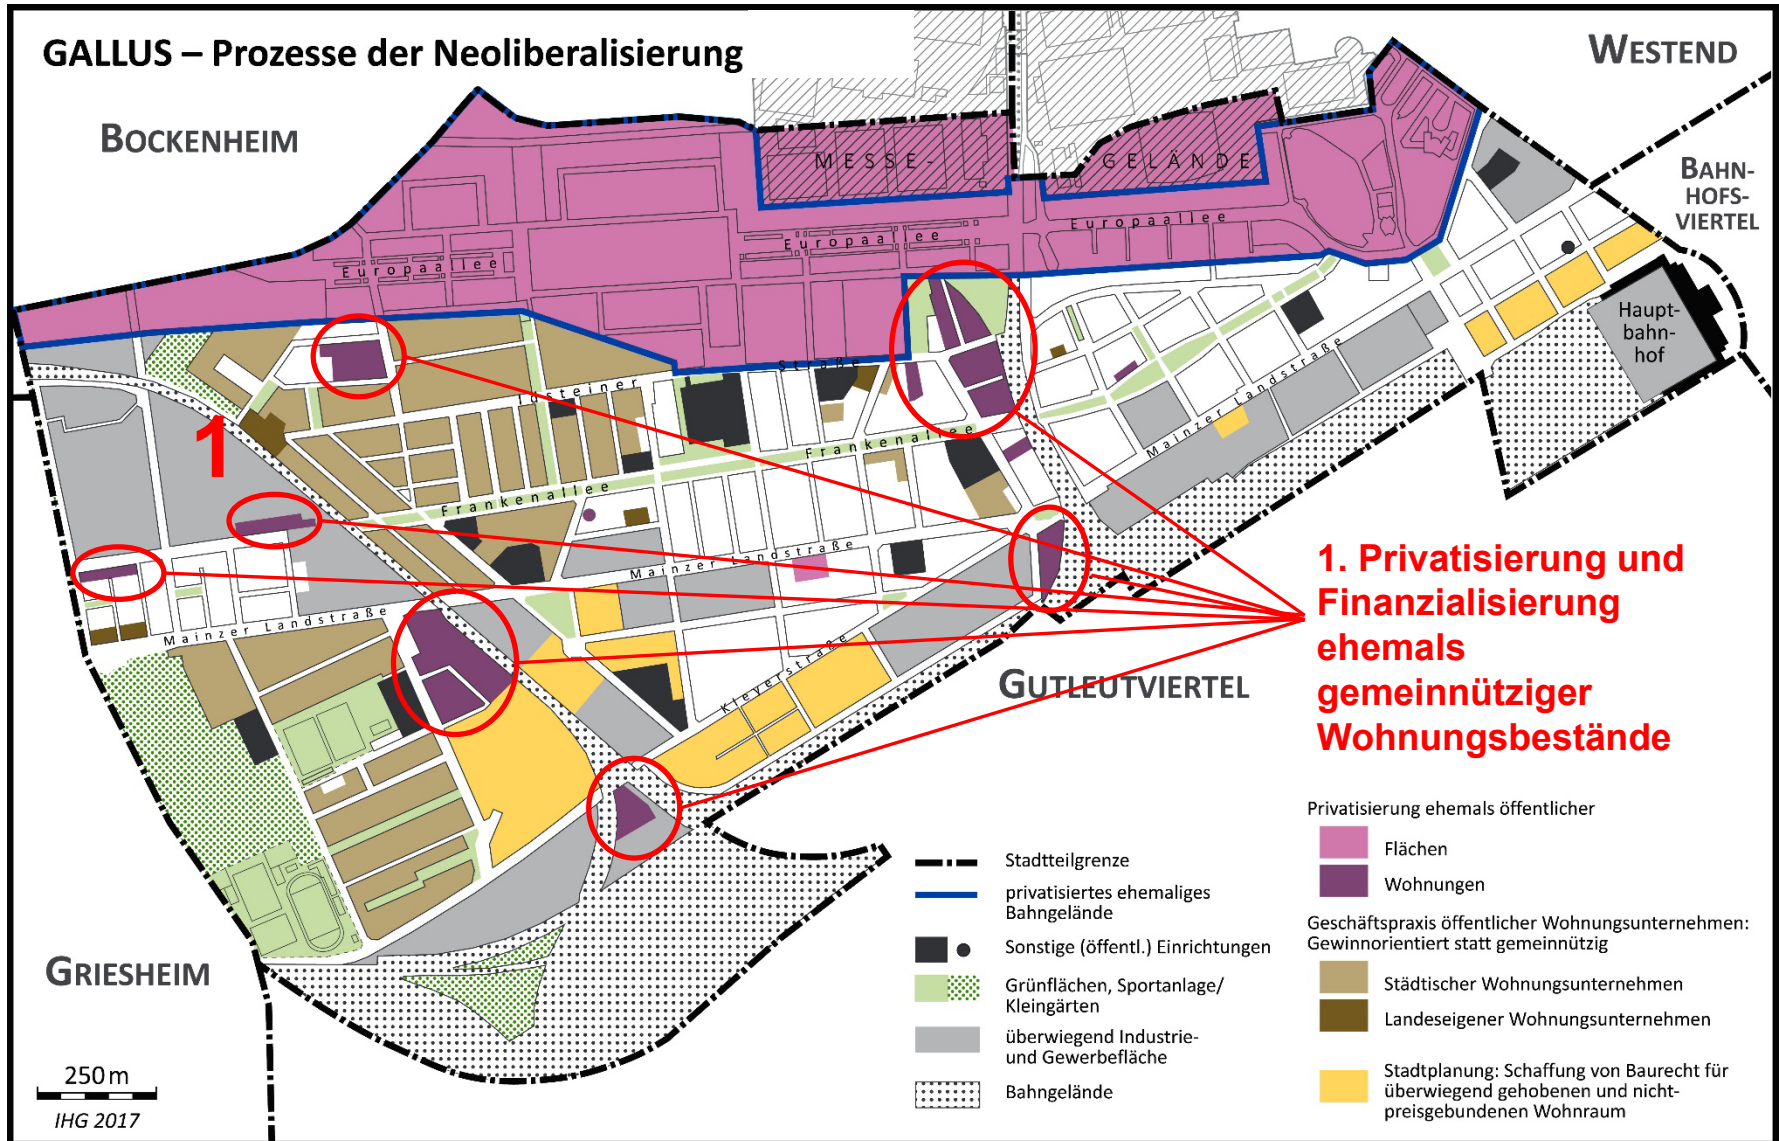 GALLUS – Prozesse der Neoliberalisierung
WESTEND
BOCKENHEIM
MESSE-
GELÄNDE
BAHN-
HOFS-
VIERTEL
Europaallee
Europaallee
Europaallee
Haupt-
bahn-
hof
Idsteiner
Straße
Mainzer Landstraße
1
Frankenallee
Frankenallee
Mainzer Landstraße
Mainzer Landstraße
Kleyerstraße
GUTLEUTVIERTEL
1. Privatisierung und
Finanzialisierung
ehemals
gemeinnütziger
Wohnungsbestände
GRIESHEIM
250 m
IHG 2017
Stadtteilgrenze
privatisiertes ehemaliges
Bahngelände
Sonstige (öffentl.) Einrichtungen
Grünflächen, Sportanlage/
Kleingärten
überwiegend Industrie-
und Gewerbefläche
Bahngelände
Privatisierung ehemals öffentlicher
Flächen
Wohnungen
Geschäftspraxis öffentlicher Wohnungsunternehmen:
Gewinnorientiert statt gemeinnützig
Städtischer Wohnungsunternehmen
Landeseigener Wohnungsunternehmen
Stadtplanung: Schaffung von Baurecht für
überwiegend gehobenen und nicht-
preisgebundenen Wohnraum